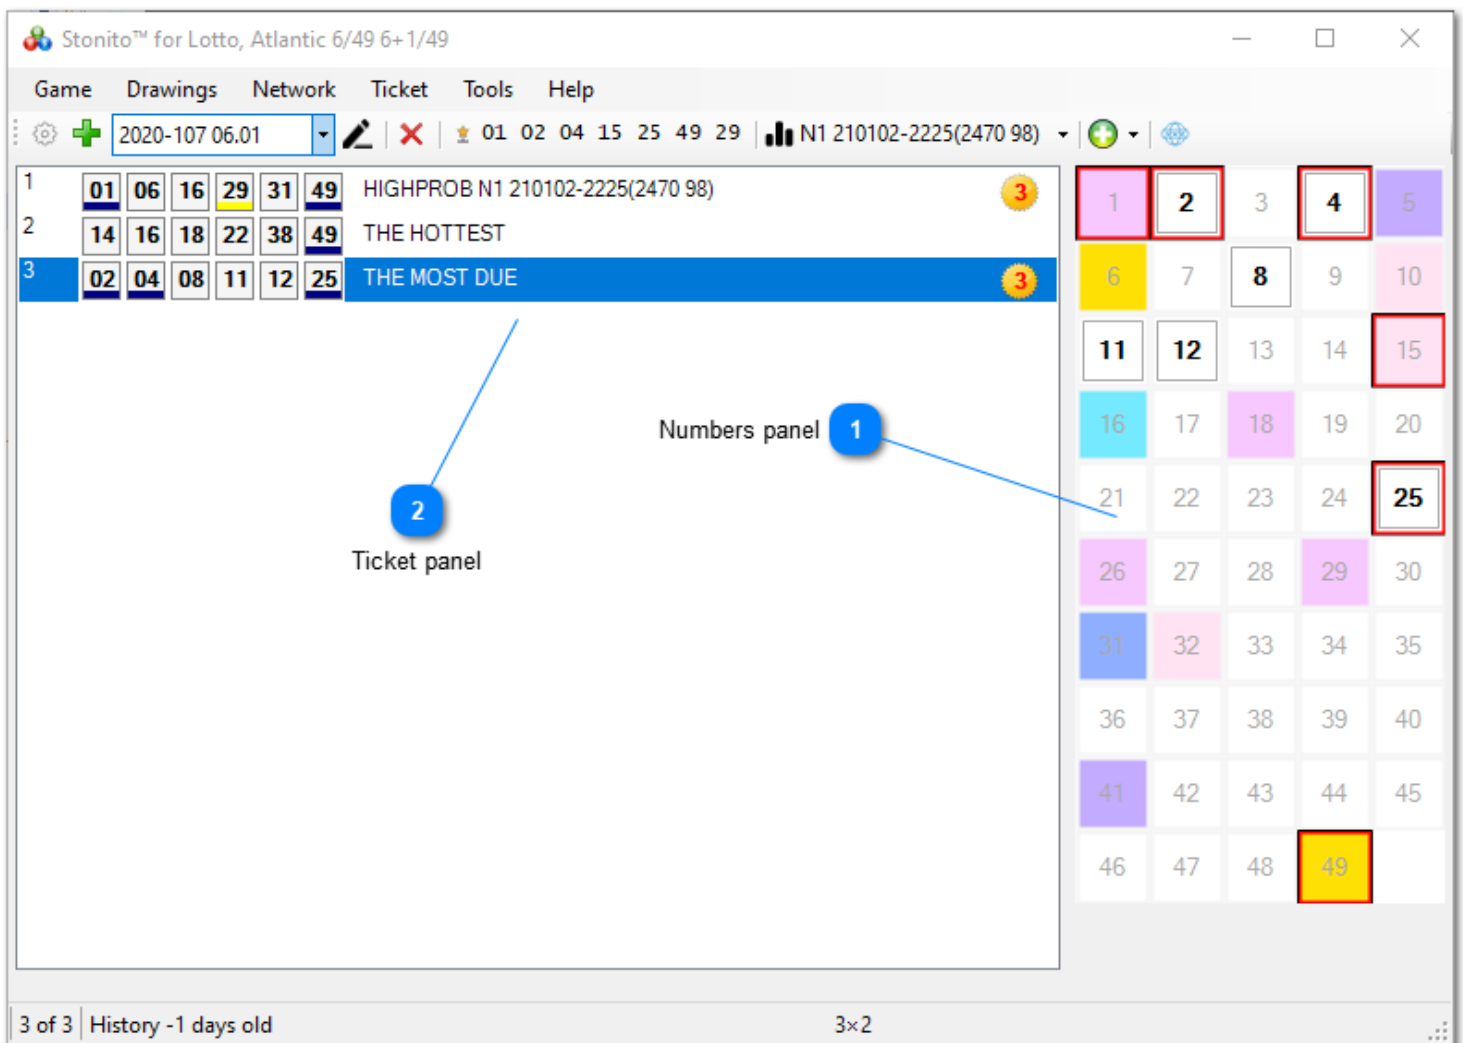 Stonito™ for Lotto, Atlantic 6/49 6+1/49
Game Drawings Network Ticket Tools Help
2020-107 06.01 01 02 04 15 25 49 29 N1 210102-2225(2470 98)
1 01 06 16 29 31 49 HIGHPROB N1 210102-2225(2470 98) 3
2 14 16 18 22 38 49 THE HOTTEST
3 02 04 08 11 12 25 THE MOST DUE 3
Numbers panel 1
2
Ticket panel
1 2 3 4 5
6 7 8 9 10
11 12 13 14 15
16 17 18 19 20
21 22 23 24 25
26 27 28 29 30
31 32 33 34 35
36 37 38 39 40
41 42 43 44 45
46 47 48 49
3 of 3 History -1 days old 3×2